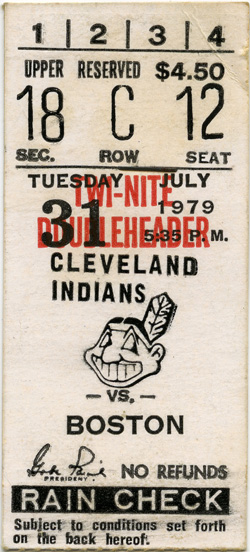 1 | 2 | 3 | 4
UPPER RESERVED $4.50
18 C 12
SEC. ROW SEAT
TUESDAY JULY
TWI-NITE
31 1979
DOUBLEHEADER
5:35 P.M.
CLEVELAND
INDIANS
— VS. —
BOSTON
PRESIDENT NO REFUNDS
RAIN CHECK
Subject to conditions set forth
on the back hereof.